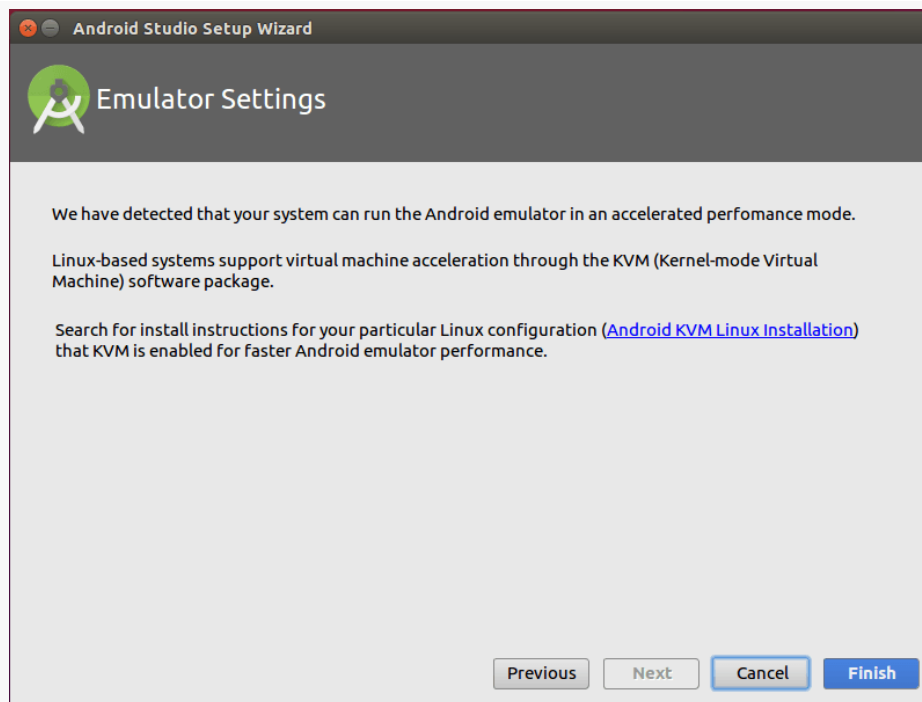 Android Studio Setup Wizard
Emulator Settings
We have detected that your system can run the Android emulator in an accelerated perfomance mode.
Linux-based systems support virtual machine acceleration through the KVM (Kernel-mode Virtual
Machine) software package.
Search for install instructions for your particular Linux configuration (Android KVM Linux Installation)
that KVM is enabled for faster Android emulator performance.
Previous
Next
Cancel
Finish